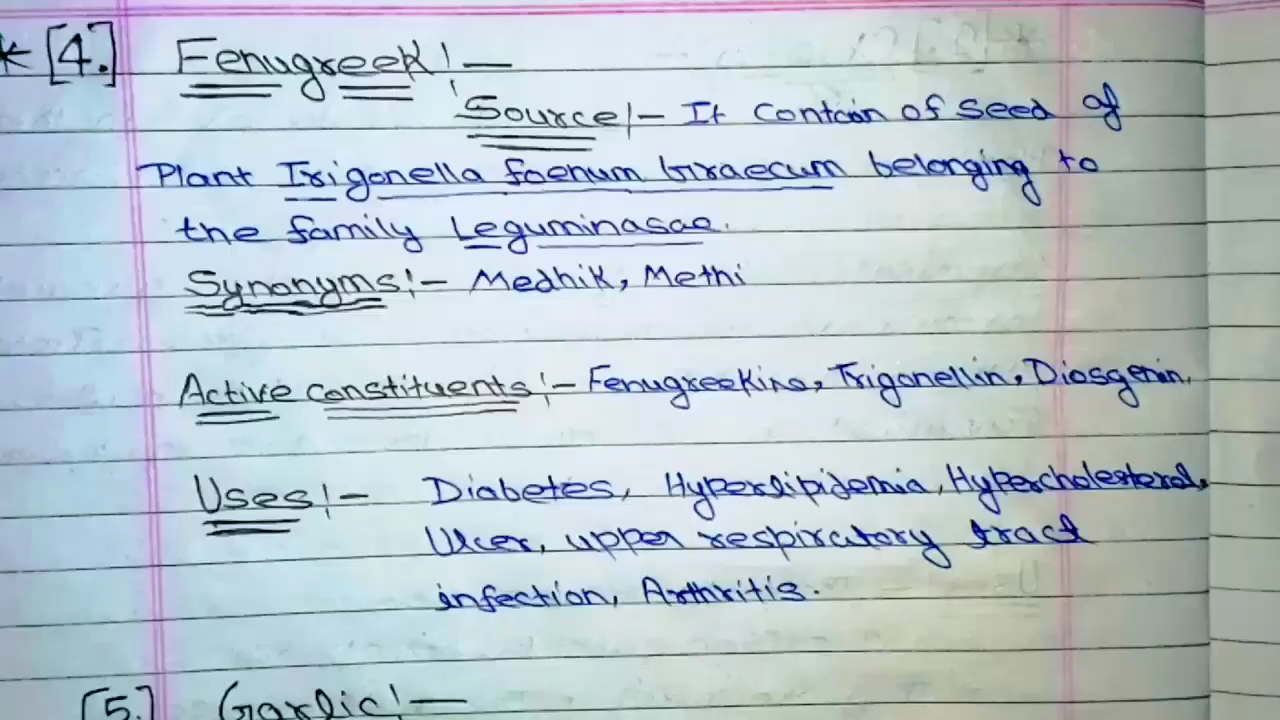 * [4.] Fenugreek :-
Source :- It Contain of Seed of
Plant Trigonella foenum Graecum belonging to
the family Leguminasae.
Synonyms :- Medhik, Methi
Active constituents :- Fenugreekine, Trigonellin, Diosgenin.
Uses :- Diabetes, Hyperlipidemia, Hypercholesterol,
Ulcer, upper respiratory tract
infection, Arthritis.
[5.] Garlic :-